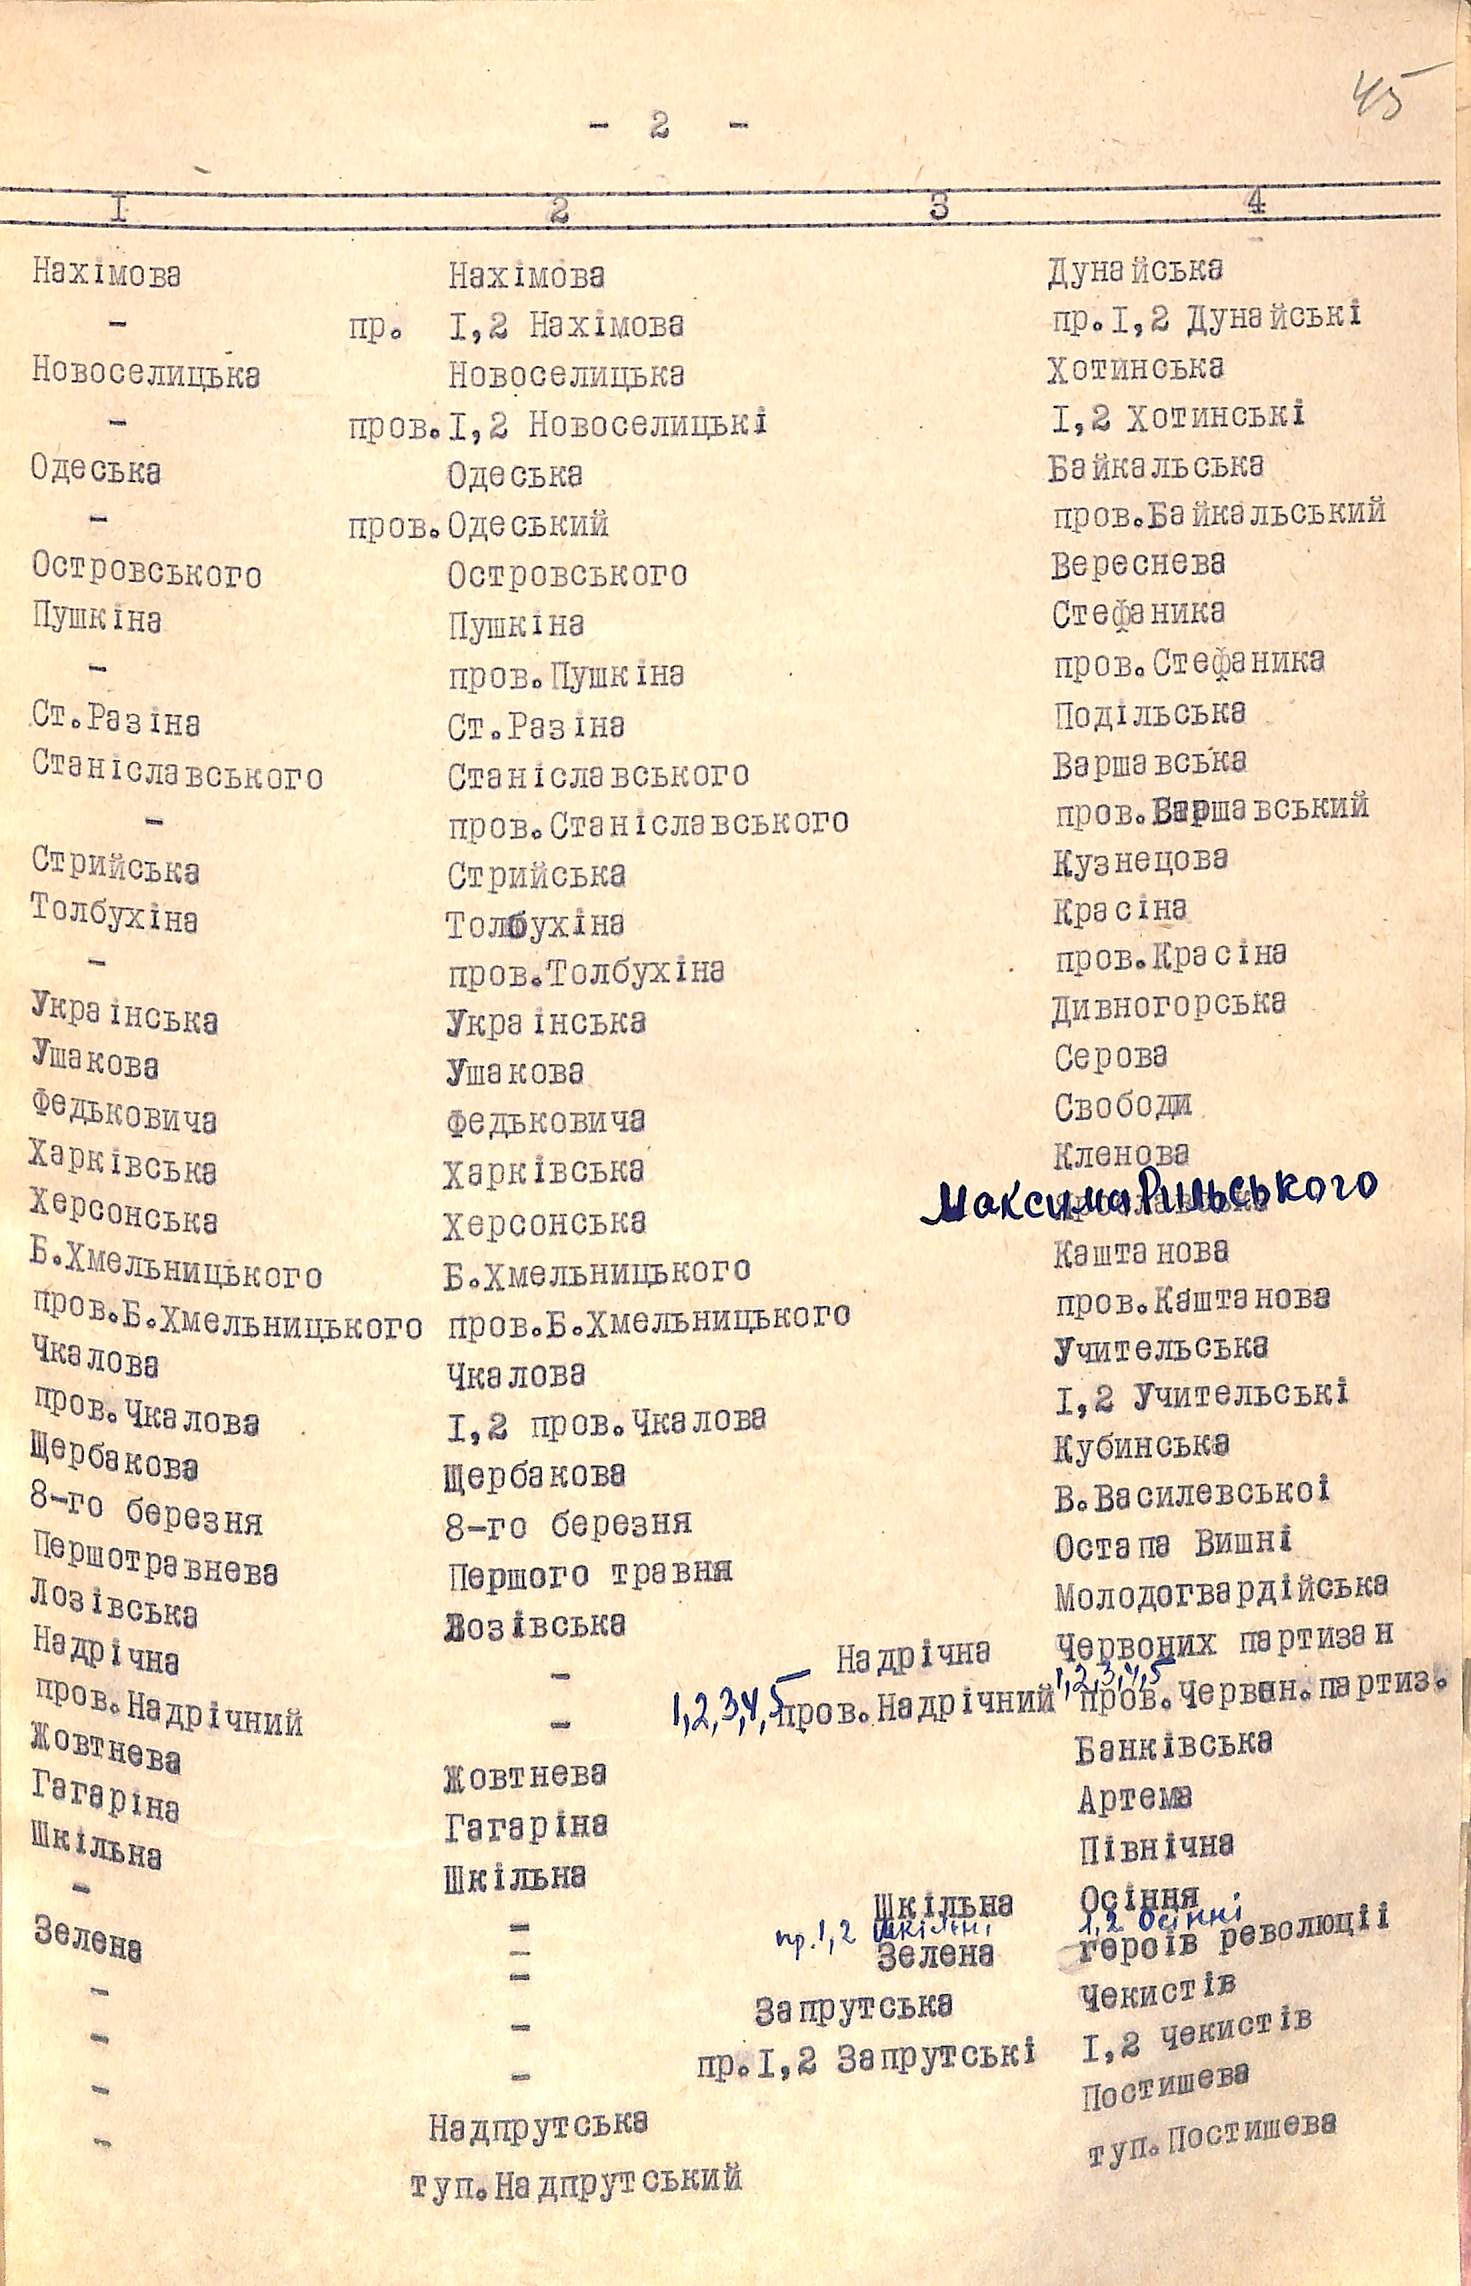 45
- 2 -
I 2 3 4
Нахімова Нахімова Дунайська
- пр. I,2 Нахімова пр.I,2 Дунайські
Новоселицька Новоселицька Хотинська
- пров.I,2 Новоселицькі I,2 Хотинські
Одеська Одеська Байкальська
- пров.Одеський пров.Байкальський
Островського Островського Вереснева
Пушкіна Пушкіна Стефаника
- пров.Пушкіна пров.Стефаника
Ст.Разіна Ст.Разіна Подільська
Станіславського Станіславського Варшавська
- пров.Станіславського пров.Варшавський
Стрийська Стрийська Кузнецова
Толбухіна Толбухіна Красіна
- пров.Толбухіна пров.Красіна
Українська Українська Дивногорська
Ушакова Ушакова Серова
Федьковича Федьковича Свободи
Харківська Харківська Кленова
Херсонська Херсонська Максима Рильського
Б.Хмельницького Б.Хмельницького Каштанова
пров.Б.Хмельницького пров.Б.Хмельницького пров.Каштанова
Чкалова Чкалова Учительська
пров.Чкалова I,2 пров.Чкалова I,2 Учительські
Щербакова Щербакова Кубинська
8-го березня 8-го березня В.Василевської
Першотравнева Першого травня Остапа Вишні
Лозівська Лозівська Молодогвардійська
Надрічна - Надрічна Червоних партизан
пров.Надрічний - 1,2,3,4,5 пров.Надрічний 1,2,3,4,5 пров.Червон.партиз.
Жовтнева Жовтнева Банківська
Гагаріна Гагаріна Артема
Шкільна Шкільна Північна
- - Шкільна Осіння
- пр.1,2 Шкільні 1,2 Осінні
Зелена - Зелена героїв революції
- - Запрутська Чекистів
- - пр.I,2 Запрутські I,2 Чекистів
- Надпрутська Постишева
- туп.Надпрутський туп.Постишева